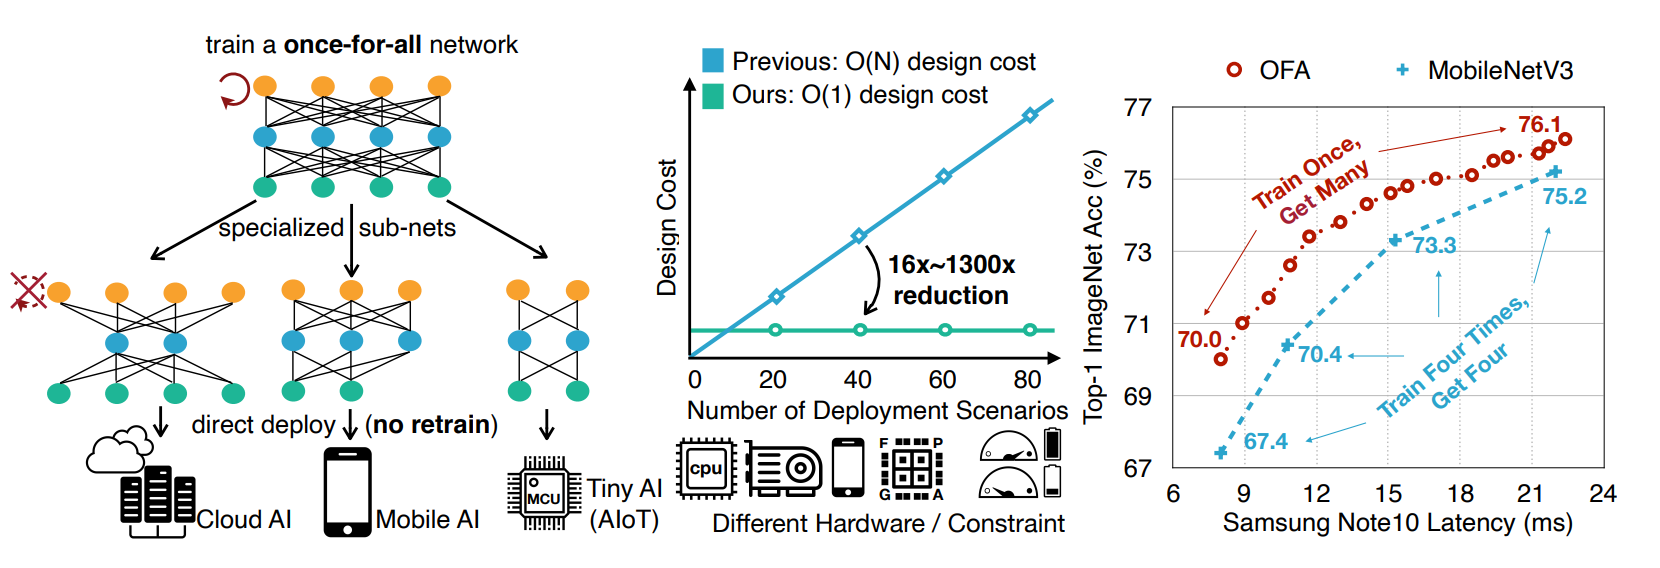 train a once-for-all network
specialized sub-nets
direct deploy (no retrain)
Cloud AI
Mobile AI
MCU
Tiny AI
(AIoT)
Previous: O(N) design cost
Ours: O(1) design cost
Design Cost
16x~1300x
reduction
0 20 40 60 80
Number of Deployment Scenarios
cpu
F P
G A
Different Hardware / Constraint
OFA
MobileNetV3
Top-1 ImageNet Acc (%)
77
75
73
71
69
67
76.1
Train Once,
Get Many
75.2
73.3
70.0
70.4
Train Four Times,
Get Four
67.4
6 9 12 15 18 21 24
Samsung Note10 Latency (ms)